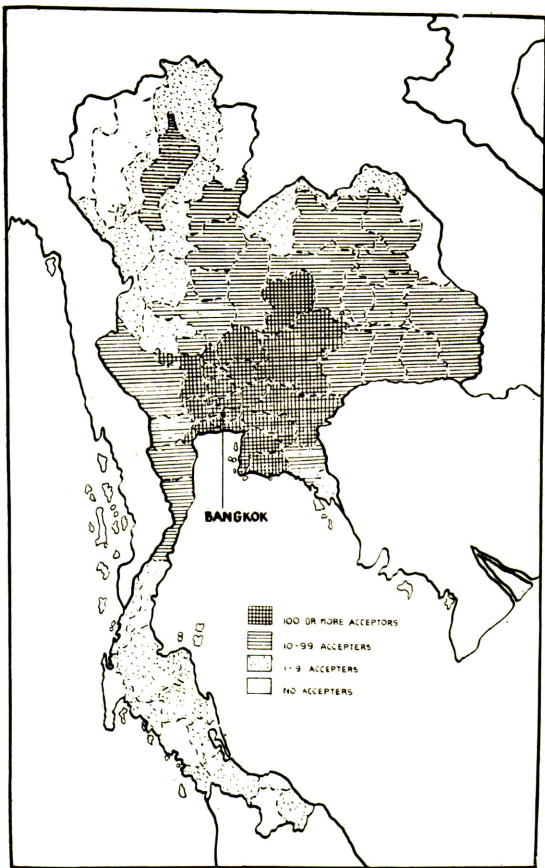 BANGKOK
100 OR MORE ACCEPTORS
10-99 ACCEPTERS
1-9 ACCEPTERS
NO ACCEPTERS